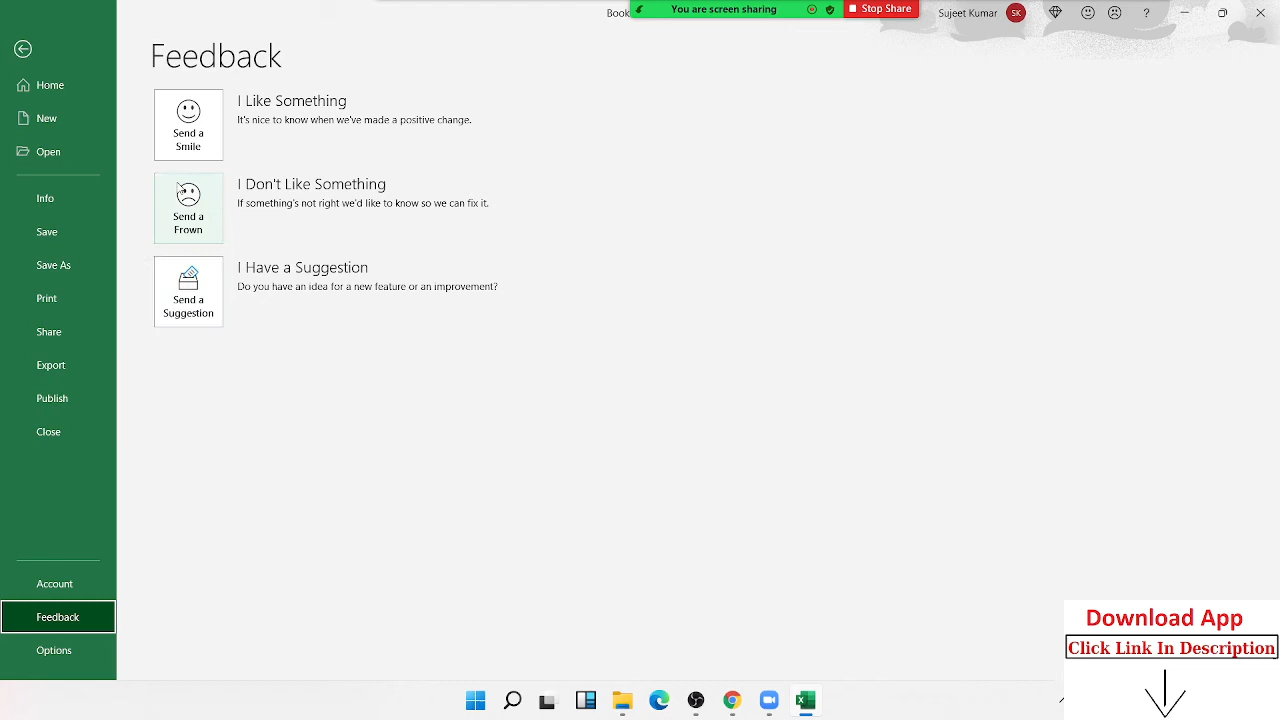 Book
You are screen sharing
Stop Share
Sujeet Kumar
SK
?
Feedback
Home
New
Open
Info
Save
Save As
Print
Share
Export
Publish
Close
Account
Feedback
Options
Send a
Smile
I Like Something
It's nice to know when we've made a positive change.
Send a
Frown
I Don't Like Something
If something's not right we'd like to know so we can fix it.
Send a
Suggestion
I Have a Suggestion
Do you have an idea for a new feature or an improvement?
Download App
Click Link In Description